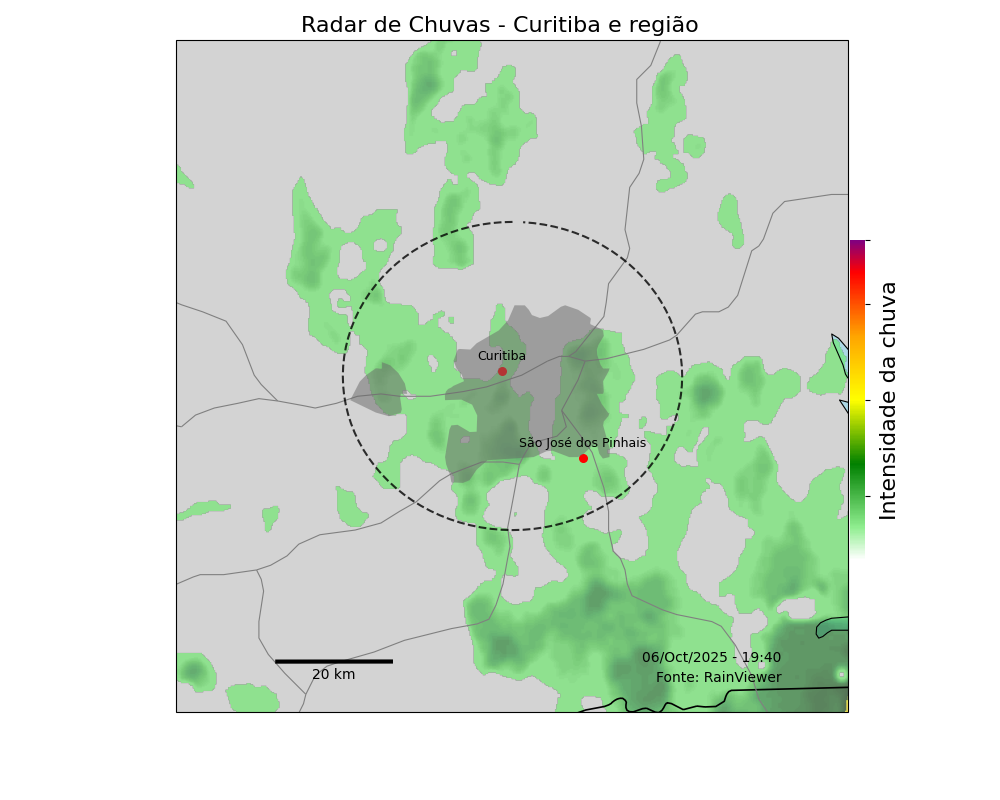 Radar de Chuvas - Curitiba e região
Curitiba
São José dos Pinhais
Intensidade da chuva
06/Oct/2025 - 19:40
Fonte: RainViewer
20 km